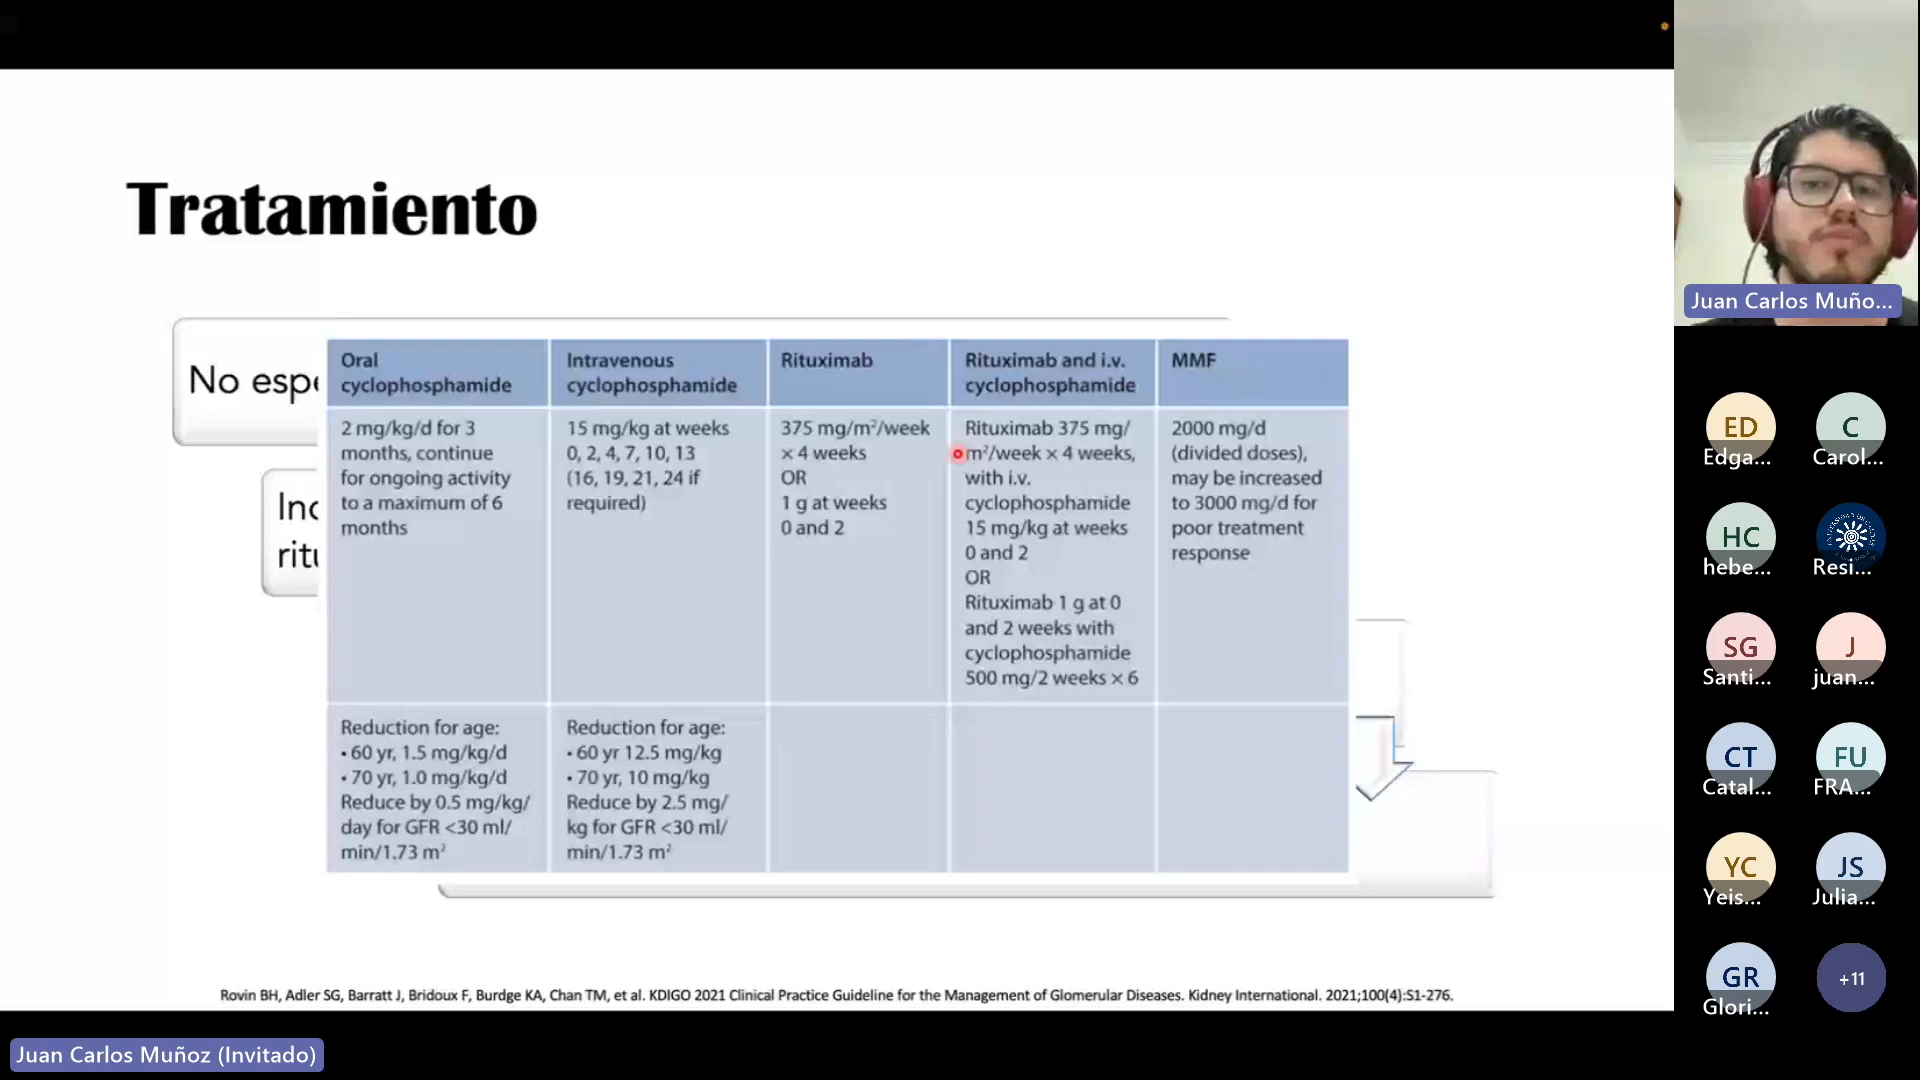 Tratamiento
No espe
Inc
ritu
Oral
cyclophosphamide
2 mg/kg/d for 3
months, continue
for ongoing activity
to a maximum of 6
months
Reduction for age:
• 60 yr, 1.5 mg/kg/d
• 70 yr, 1.0 mg/kg/d
Reduce by 0.5 mg/kg/
day for GFR <30 ml/
min/1.73 m²
Intravenous
cyclophosphamide
15 mg/kg at weeks
0, 2, 4, 7, 10, 13
(16, 19, 21, 24 if
required)
Reduction for age:
• 60 yr 12.5 mg/kg
• 70 yr, 10 mg/kg
Reduce by 2.5 mg/
kg for GFR <30 ml/
min/1.73 m²
Rituximab
375 mg/m²/week
× 4 weeks
OR
1 g at weeks
0 and 2
Rituximab and i.v.
cyclophosphamide
Rituximab 375 mg/
m²/week × 4 weeks,
with i.v.
cyclophosphamide
15 mg/kg at weeks
0 and 2
OR
Rituximab 1 g at 0
and 2 weeks with
cyclophosphamide
500 mg/2 weeks × 6
MMF
2000 mg/d
(divided doses),
may be increased
to 3000 mg/d for
poor treatment
response
Rovin BH, Adler SG, Barratt J, Bridoux F, Burdge KA, Chan TM, et al. KDIGO 2021 Clinical Practice Guideline for the Management of Glomerular Diseases. Kidney International. 2021;100(4):S1-276.
Juan Carlos Muñoz (Invitado)
Juan Carlos Muño...
ED
Edga...
C
Carol...
HC
hebe...
Resi...
SG
Santi...
J
juan...
CT
Catal...
FU
FRA...
YC
Yeis...
JS
Julia...
GR
Glori...
+11